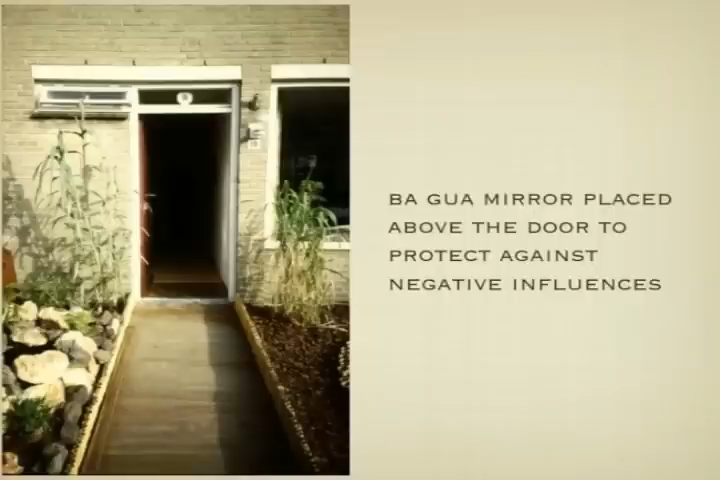 BA GUA MIRROR PLACED
ABOVE THE DOOR TO
PROTECT AGAINST
NEGATIVE INFLUENCES